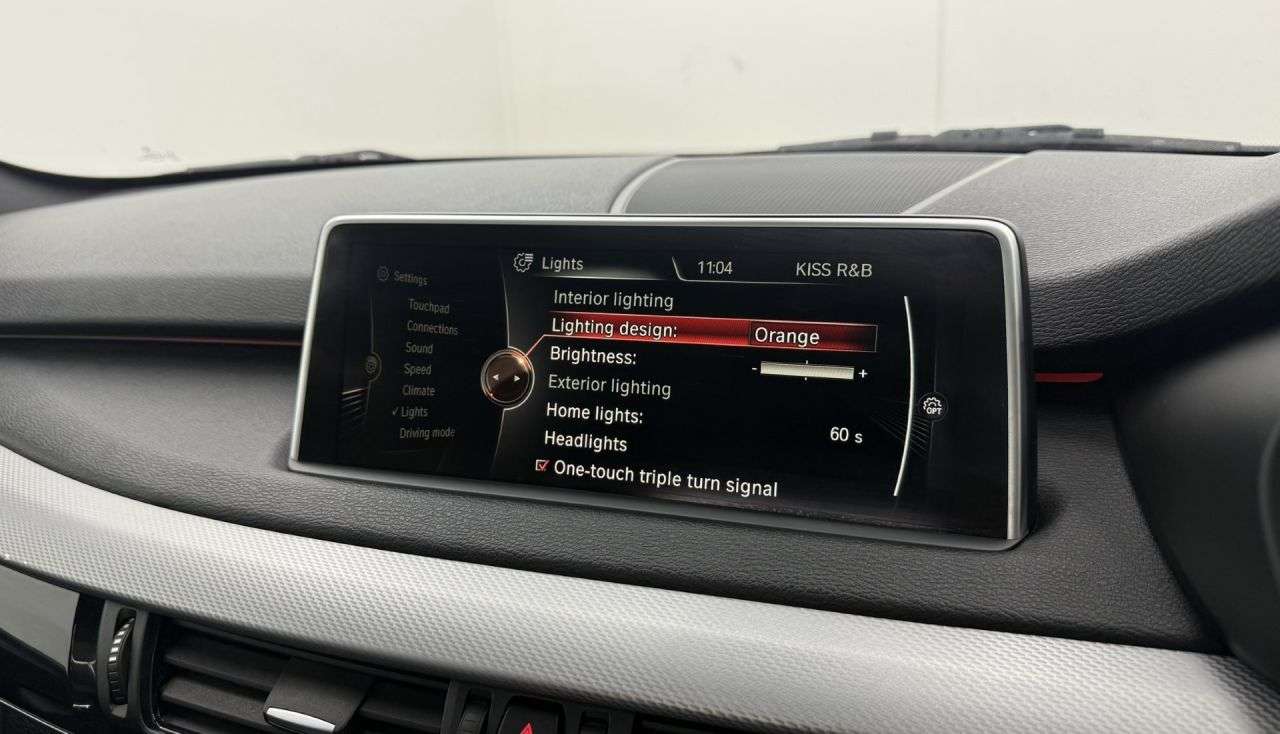 Settings
Touchpad
Connections
Sound
Speed
Climate
✓ Lights
Driving mode
Lights 11:04 KISS R&B
Interior lighting
Lighting design: Orange
Brightness: - +
Exterior lighting
Home lights: 60 s
Headlights
One-touch triple turn signal
OPT